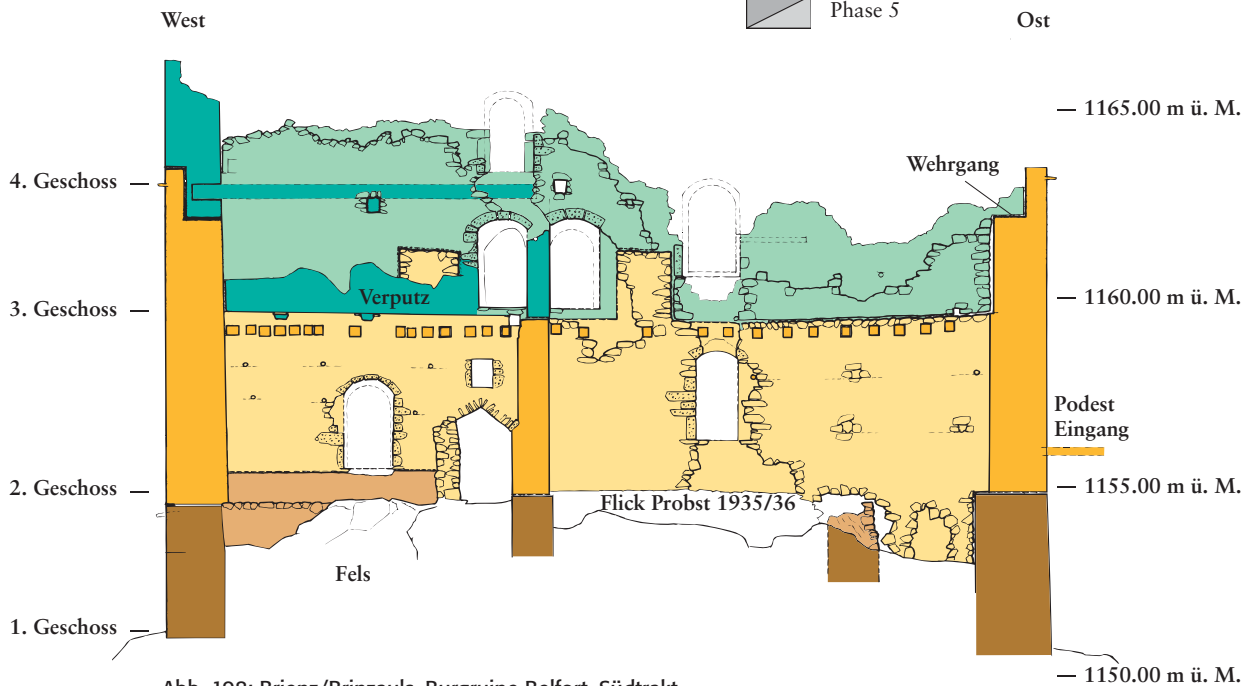 Phase 5
West
Ost
1165.00 m ü. M.
Wehrgang
4. Geschoss
Verputz
1160.00 m ü. M.
3. Geschoss
Podest
Eingang
2. Geschoss
1155.00 m ü. M.
Flick Probst 1935/36
Fels
1. Geschoss
1150.00 m ü. M.